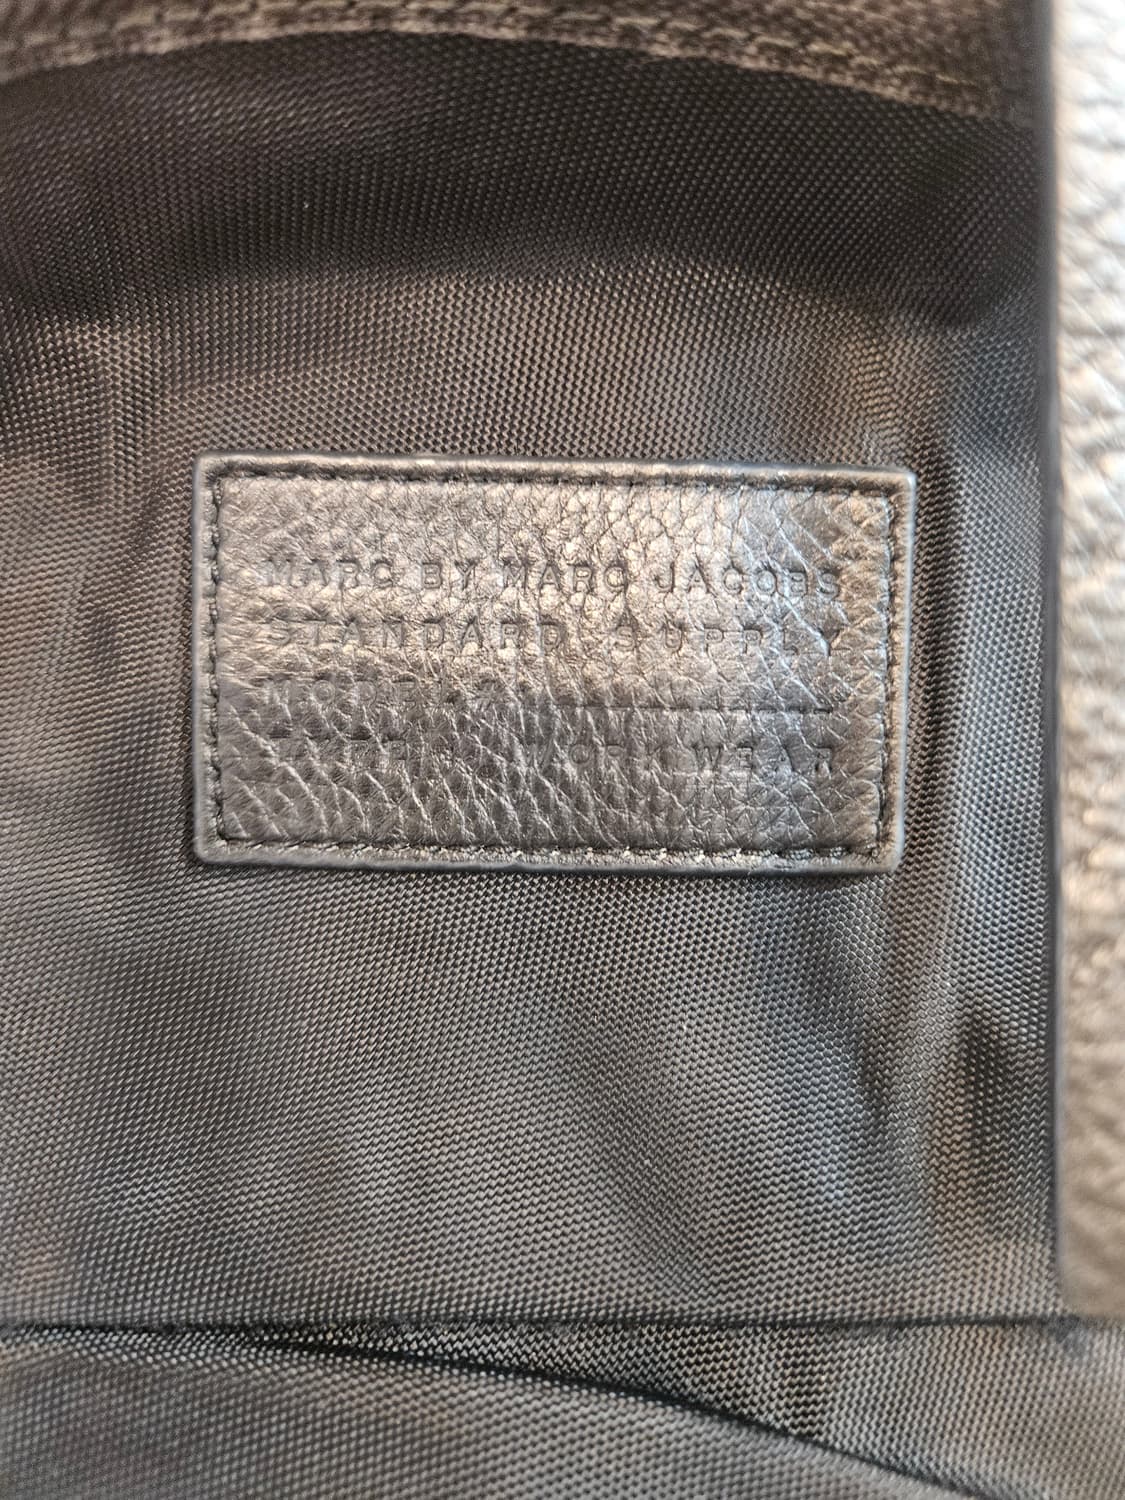 MARC BY MARC JACOBS
STANDARD SUPPLY
MODEL
WORKWEAR